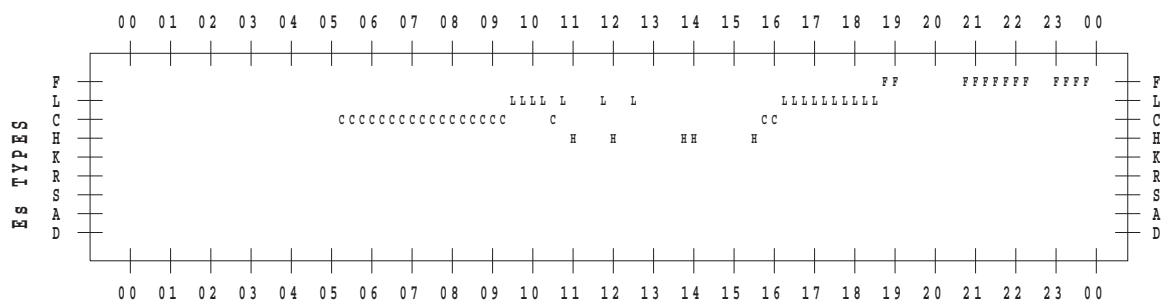 00 01 02 03 04 05 06 07 08 09 10 11 12 13 14 15 16 17 18 19 20 21 22 23 00
F FF FFFFFFF FFFF F
L LLLL L L L LLLLLLLLLL L
C CCCCCCCCCCCCCCCCC C CC C
H H H HH H H
K K
R R
S S
A A
D D
Es TYPES
00 01 02 03 04 05 06 07 08 09 10 11 12 13 14 15 16 17 18 19 20 21 22 23 00